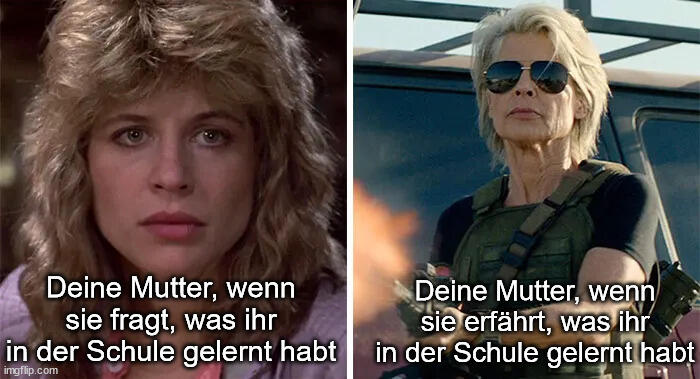 Deine Mutter, wenn
sie fragt, was ihr
in der Schule gelernt habt
Deine Mutter, wenn
sie erfährt, was ihr
in der Schule gelernt habt
imgflip.com